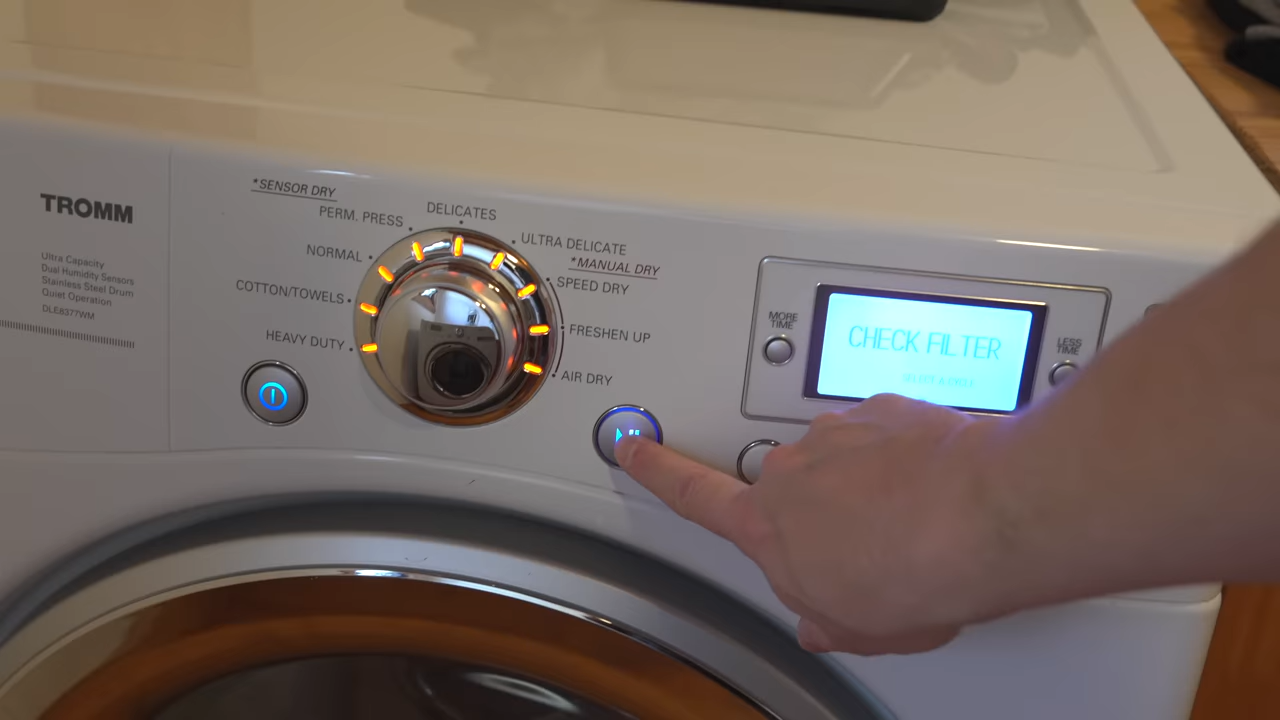 TROMM
Ultra Capacity
Dual Humidity Sensors
Stainless Steel Drum
Quiet Operation
DLE8377WM
*SENSOR DRY
PERM. PRESS
NORMAL
COTTON/TOWELS
HEAVY DUTY
DELICATES
ULTRA DELICATE
*MANUAL DRY
SPEED DRY
FRESHEN UP
AIR DRY
MORE
TIME
CHECK FILTER
LESS
TIME